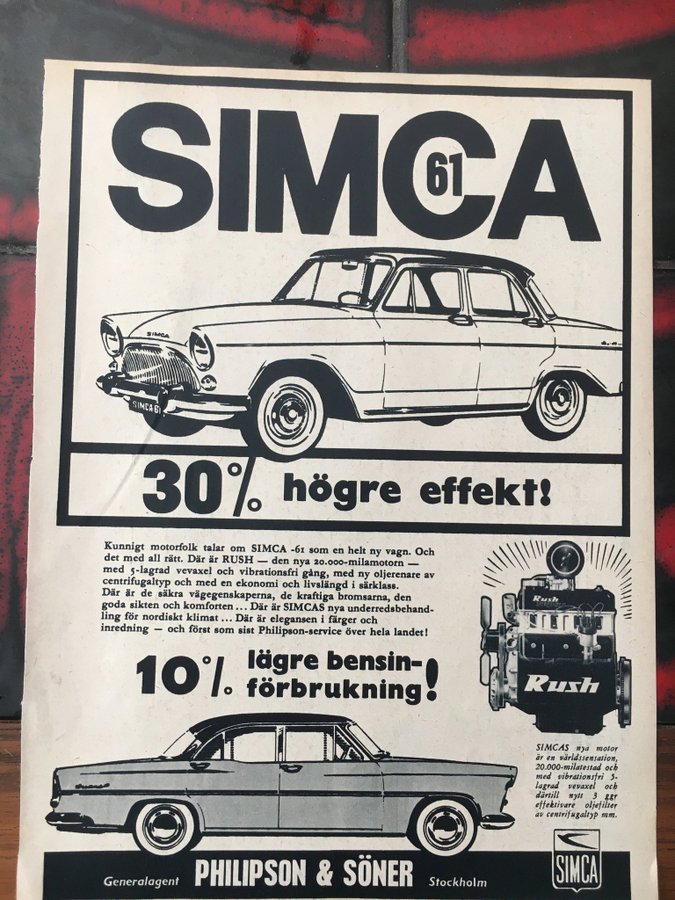 SIMCA
61
SIMCA
SIMCA 61
30% högre effekt!
Kunnigt motorfolk talar om SIMCA -61 som en helt ny vagn. Och
det med all rätt. Där är RUSH — den nya 20.000-milamotorn —
med 5-lagrad vevaxel och vibrationsfri gång, med ny oljerenare av
centrifugaltyp och med en ekonomi och livslängd i särklass.
Där är de säkra vägegenskaperna, de kraftiga bromsarna, den
goda sikten och komforten ... Där är SIMCAS nya underredsbehand-
ling för nordiskt klimat ... Där är elegansen i färger och
inredning — och först som sist Philipson-service över hela landet!
Rush
Rush
10% lägre bensin-
förbrukning!
SIMCAS nya motor
är en världssensation,
20.000-milatestad och
med vibrationsfri 5-
lagrad vevaxel och
därtill nytt 3 ggr
effektivare oljefilter
av centrifugaltyp mm.
Generalagent PHILIPSON & SÖNER Stockholm
SIMCA